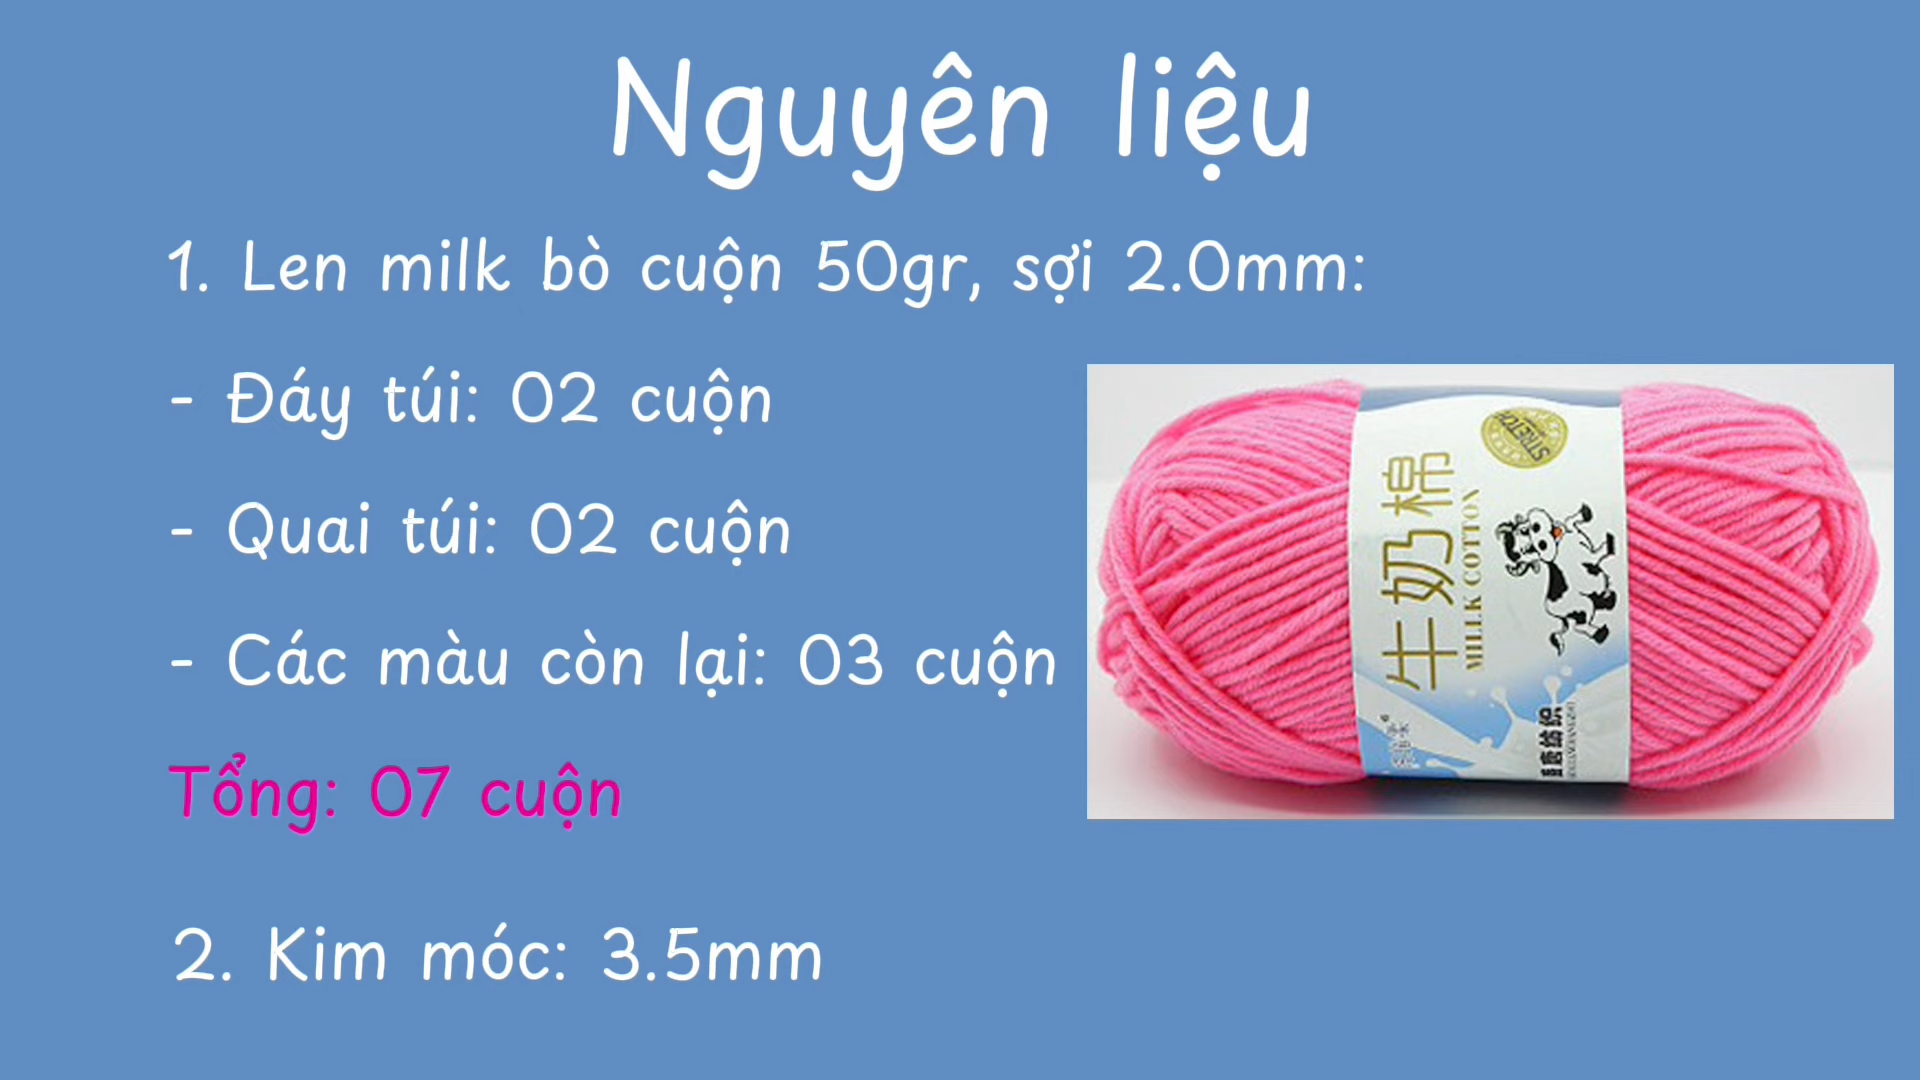 Nguyên liệu
1. Len milk bò cuộn 50gr, sợi 2.0mm:
- Đáy túi: 02 cuộn
- Quai túi: 02 cuộn
- Các màu còn lại: 03 cuộn
Tổng: 07 cuộn
2. Kim móc: 3.5mm
牛奶棉
MILK COTTON
STRETCH